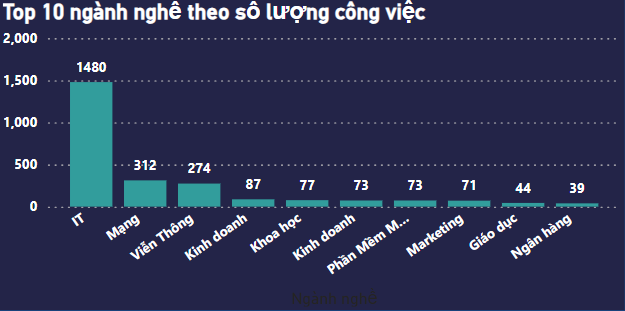 Top 10 ngành nghề theo số lượng công việc
2,000
1,500
1,000
500
0
1480
312
274
87
77
73
73
71
44
39
IT
Mạng
Viễn Thông
Kinh doanh
Khoa học
Kinh doanh
Phần Mềm M...
Marketing
Giáo dục
Ngân hàng
Ngành nghề